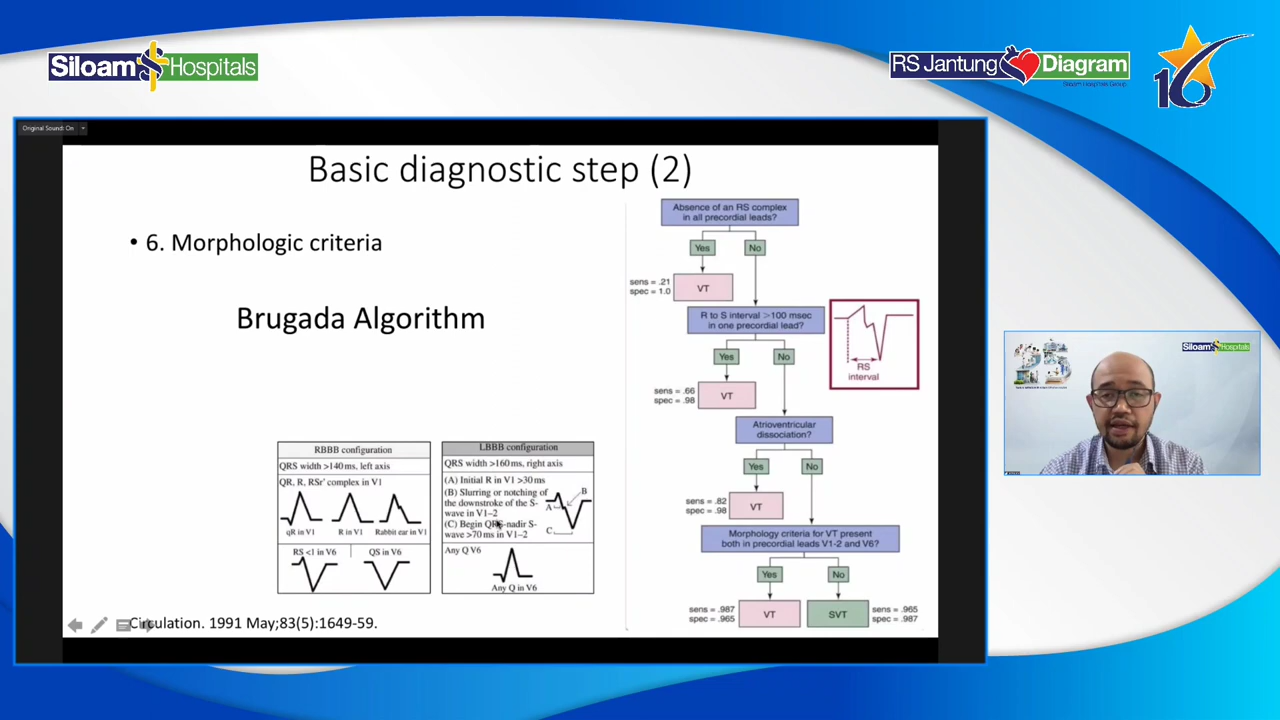 Siloam Hospitals
RS Jantung Diagram
Siloam Hospitals Group
16
Original Sound: On
Basic diagnostic step (2)
• 6. Morphologic criteria
Brugada Algorithm
RBBB configuration
QRS width >140 ms, left axis
QR, R, RSr' complex in V1
qR in V1
R in V1
Rabbit ear in V1
RS <1 in V6
QS in V6
LBBB configuration
QRS width >160 ms, right axis
(A) Initial R in V1 >30 ms
(B) Slurring or notching of
the downstroke of the S-
wave in V1–2
(C) Begin QRS-nadir S-
wave >70 ms in V1–2
A
B
C
Any Q V6
Any Q in V6
Circulation. 1991 May;83(5):1649-59.
Absence of an RS complex
in all precordial leads?
Yes
No
sens = .21
spec = 1.0
VT
R to S interval >100 msec
in one precordial lead?
RS
interval
Yes
No
sens = .66
spec = .98
VT
Atrioventricular
dissociation?
Yes
No
sens = .82
spec = .98
VT
Morphology criteria for VT present
both in precordial leads V1-2 and V6?
Yes
No
sens = .987
spec = .965
VT
SVT
sens = .965
spec = .987
Siloam Hospitals